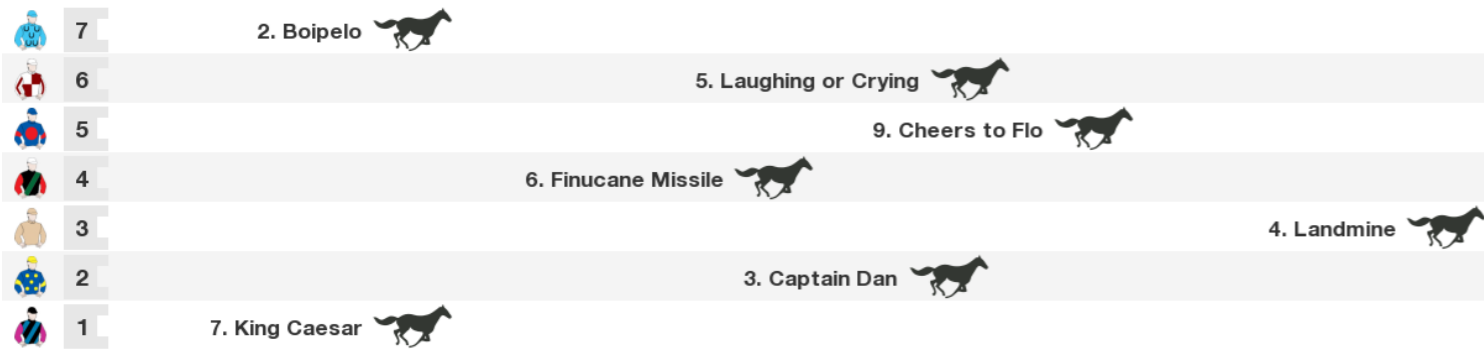 7 2. Boipelo
6 5. Laughing or Crying
5 9. Cheers to Flo
4 6. Finucane Missile
3 4. Landmine
2 3. Captain Dan
1 7. King Caesar